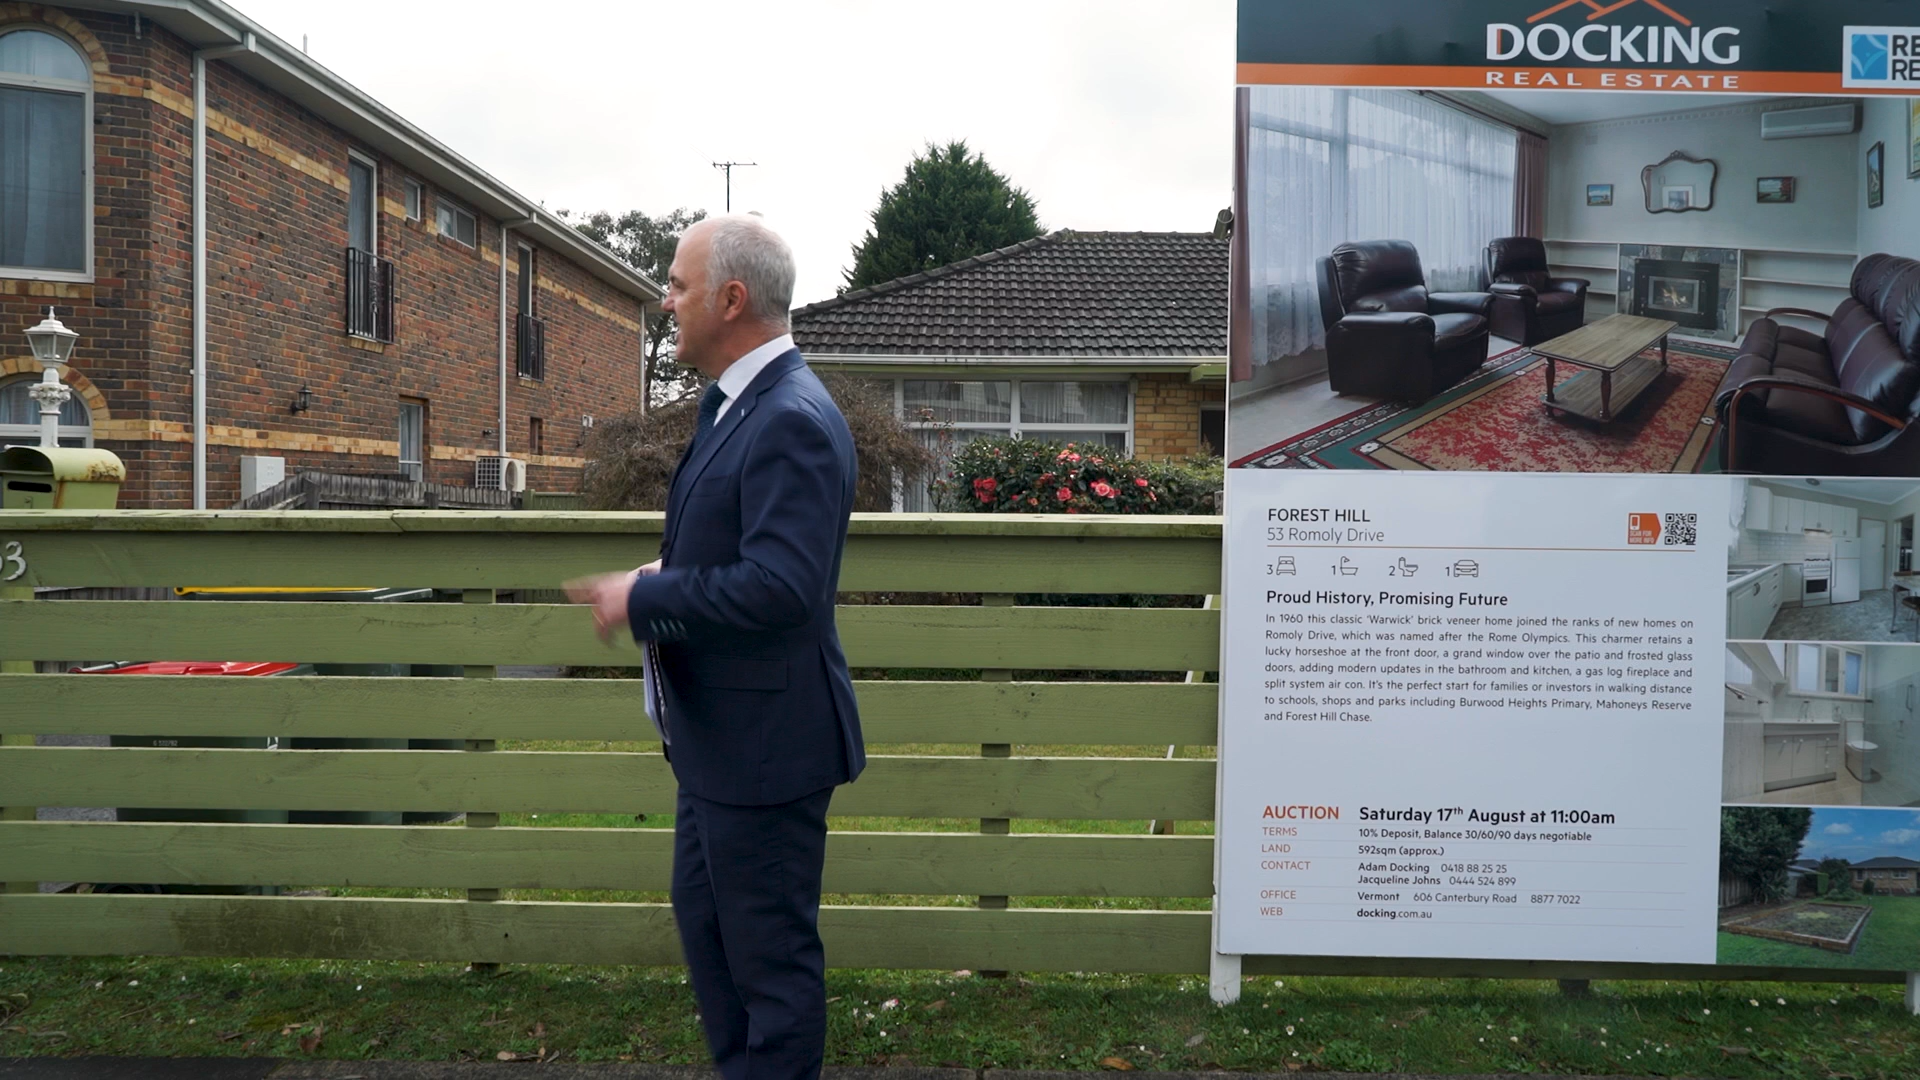 DOCKING
REAL ESTATE
RE
RE
FOREST HILL
53 Romoly Drive
SCAN FOR
MORE INFO
3 1 2 1
Proud History, Promising Future
In 1960 this classic ‘Warwick’ brick veneer home joined the ranks of new homes on
Romoly Drive, which was named after the Rome Olympics. This charmer retains a
lucky horseshoe at the front door, a grand window over the patio and frosted glass
doors, adding modern updates in the bathroom and kitchen, a gas log fireplace and
split system air con. It's the perfect start for families or investors in walking distance
to schools, shops and parks including Burwood Heights Primary, Mahoneys Reserve
and Forest Hill Chase.
AUCTION Saturday 17th August at 11:00am
TERMS 10% Deposit, Balance 30/60/90 days negotiable
LAND 592sqm (approx.)
CONTACT Adam Docking 0418 88 25 25
Jacqueline Johns 0444 524 899
OFFICE Vermont 606 Canterbury Road 8877 7022
WEB docking.com.au
53